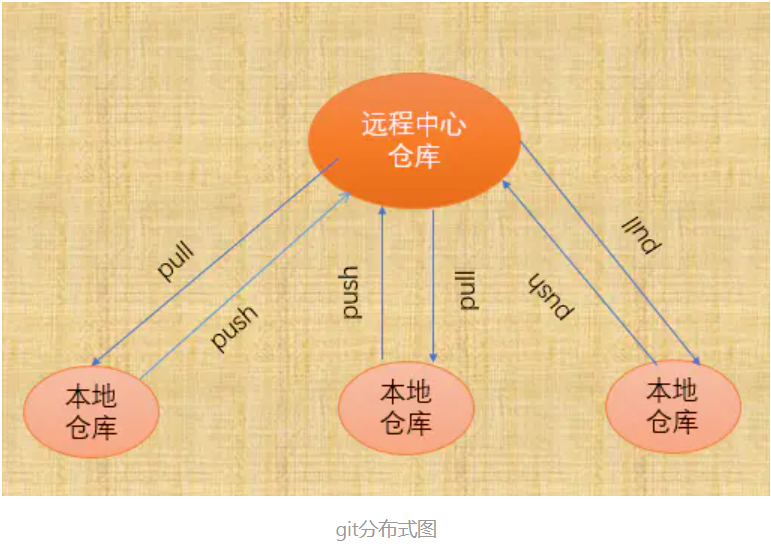 远程中心
仓库
pull
push
push
pull
push
pull
本地
仓库
本地
仓库
本地
仓库
git分布式图